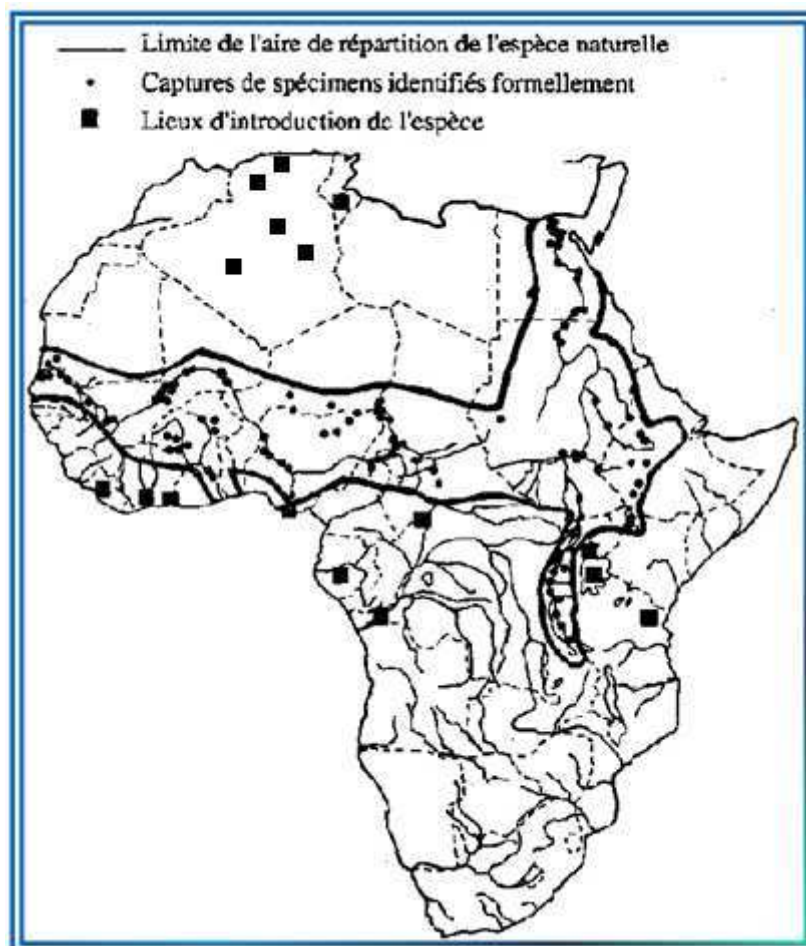 Limite de l'aire de répartition de l'espèce naturelle
Captures de spécimens identifiés formellement
Lieux d'introduction de l'espèce